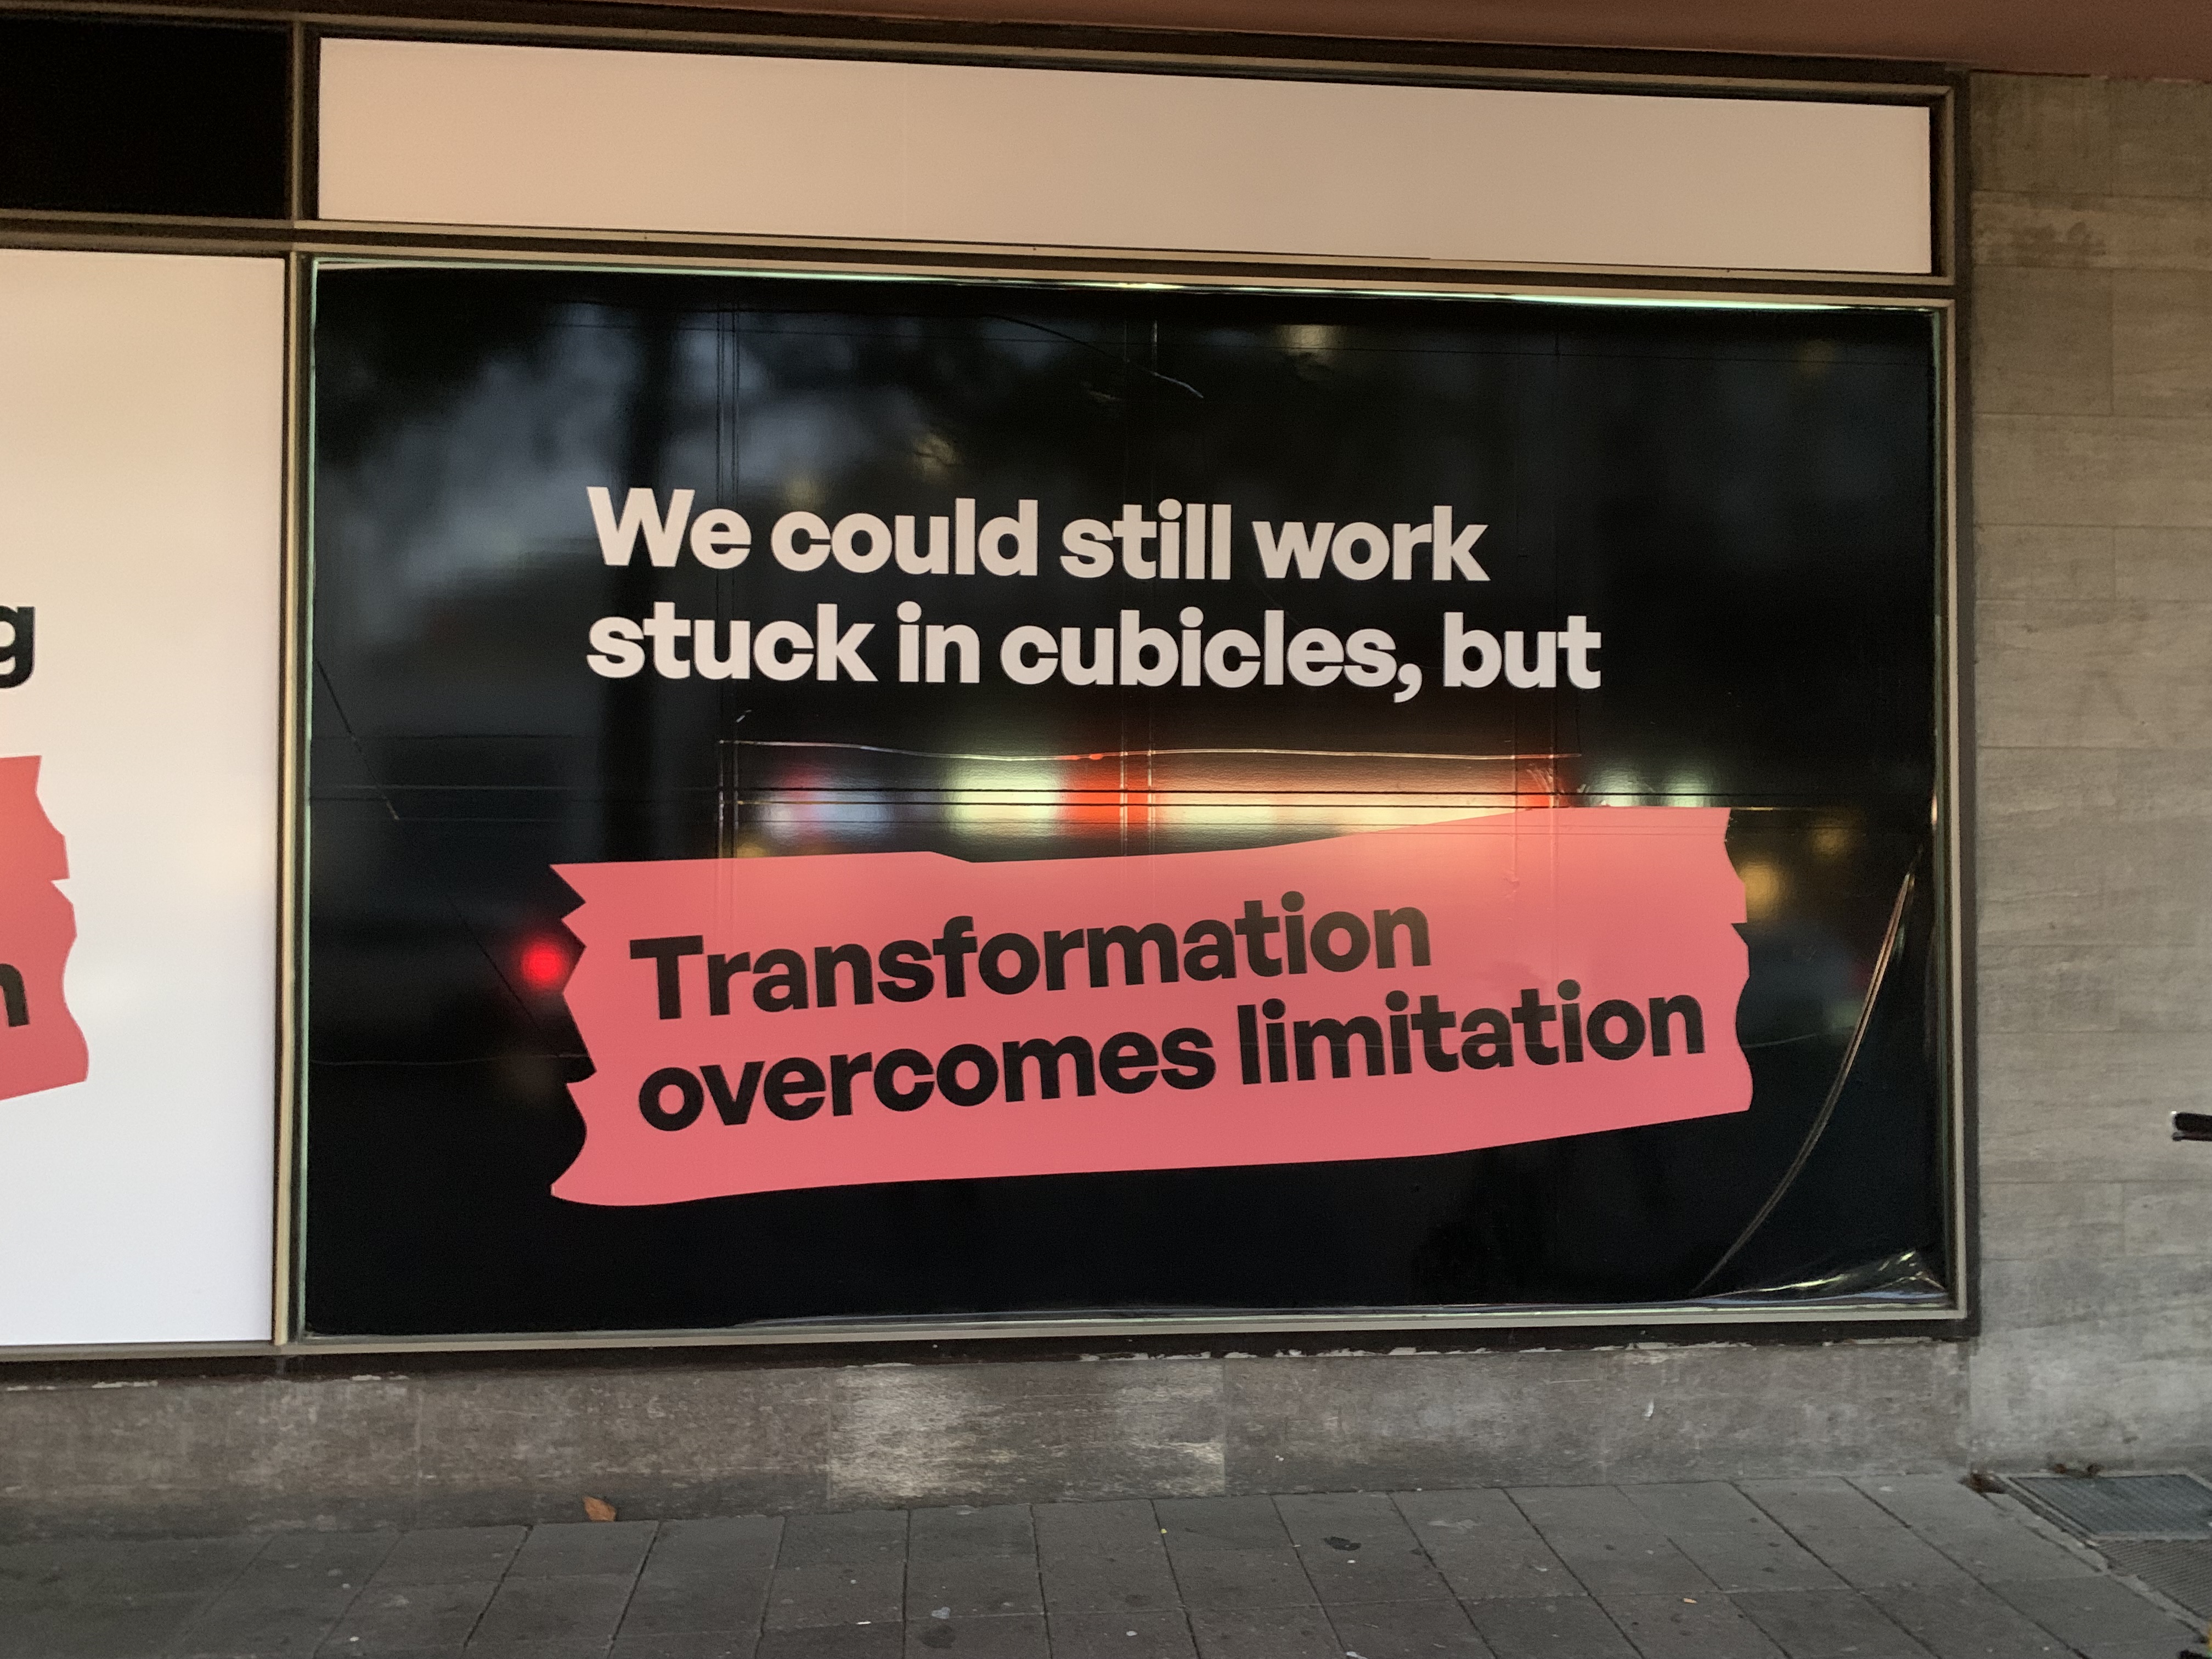 We could still work
stuck in cubicles, but
Transformation
overcomes limitation